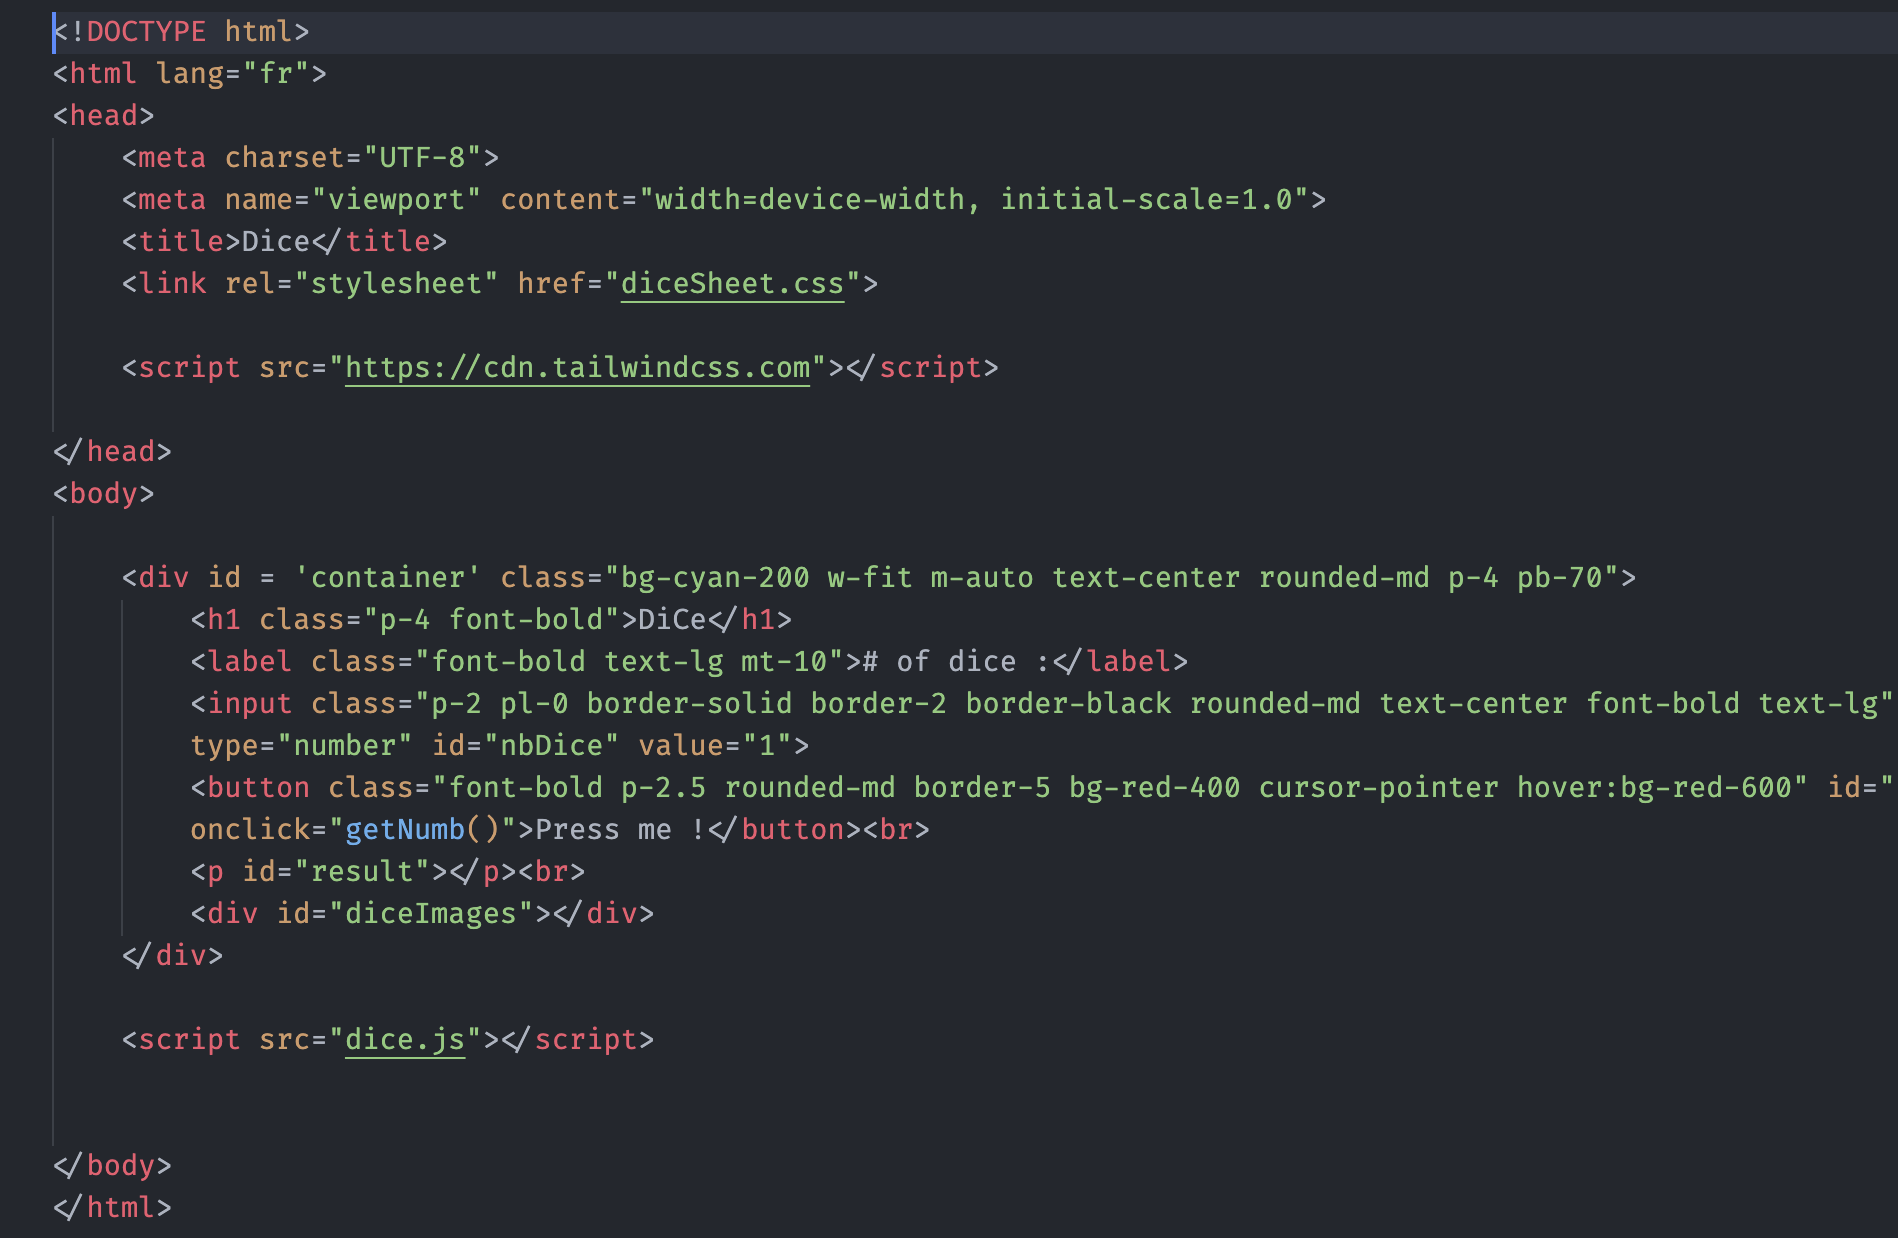 <!DOCTYPE html>
<html lang="fr">
<head>
    <meta charset="UTF-8">
    <meta name="viewport" content="width=device-width, initial-scale=1.0">
    <title>Dice</title>
    <link rel="stylesheet" href="diceSheet.css">

    <script src="https://cdn.tailwindcss.com"></script>

</head>
<body>

    <div id = 'container' class="bg-cyan-200 w-fit m-auto text-center rounded-md p-4 pb-70">
        <h1 class="p-4 font-bold">DiCe</h1>
        <label class="font-bold text-lg mt-10"># of dice :</label>
        <input class="p-2 pl-0 border-solid border-2 border-black rounded-md text-center font-bold text-lg"
        type="number" id="nbDice" value="1">
        <button class="font-bold p-2.5 rounded-md border-5 bg-red-400 cursor-pointer hover:bg-red-600" id="
        onclick="getNumb()">Press me !</button><br>
        <p id="result"></p><br>
        <div id="diceImages"></div>
    </div>

    <script src="dice.js"></script>


</body>
</html>